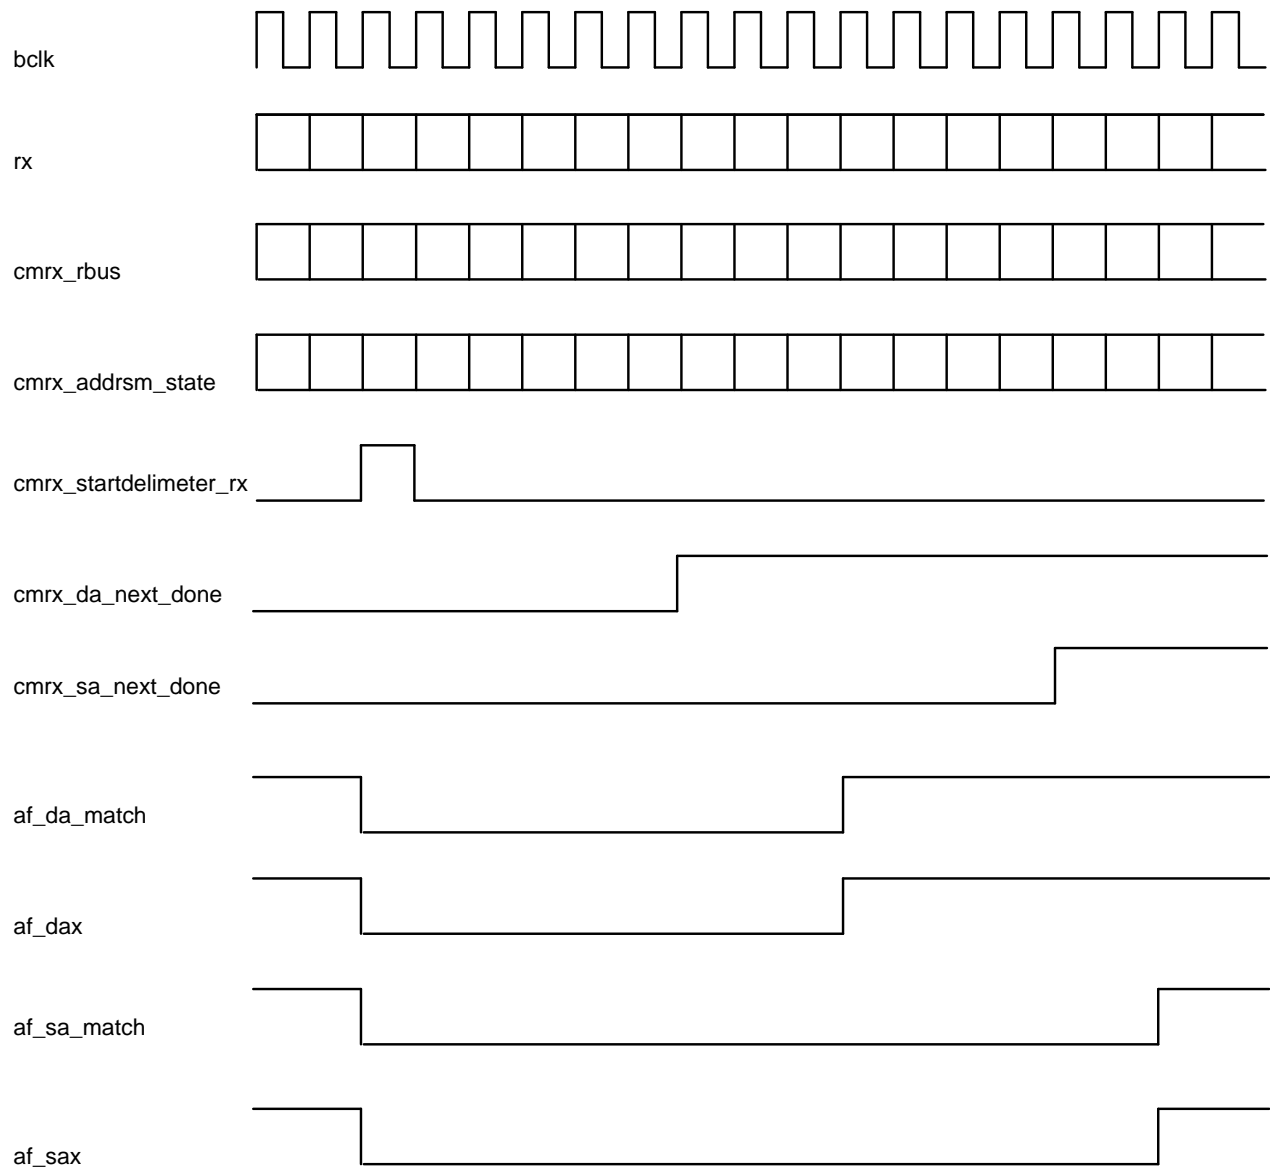 bclk
rx
cmrx_rbus
cmrx_addrsm_state
cmrx_startdelimeter_rx
cmrx_da_next_done
cmrx_sa_next_done
af_da_match
af_dax
af_sa_match
af_sax